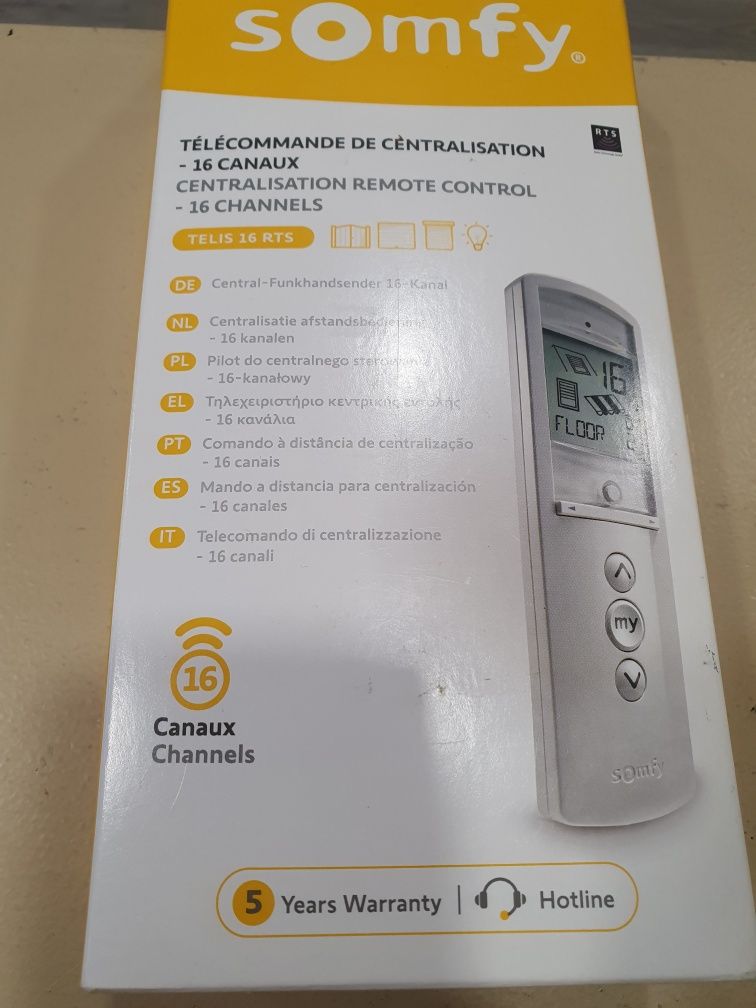 somfy®
TÉLÉCOMMANDE DE CENTRALISATION
- 16 CANAUX
CENTRALISATION REMOTE CONTROL
- 16 CHANNELS
RTS
TELIS 16 RTS
DE Central-Funkhandsender 16-Kanal
NL Centralisatie afstandsbediening
- 16 kanalen
PL Pilot do centralnego sterowania
- 16-kanałowy
EL Τηλεχειριστήριο κεντρικής εντολής
- 16 κανάλια
PT Comando à distância de centralização
- 16 canais
ES Mando a distancia para centralización
- 16 canales
IT Telecomando di centralizzazione
- 16 canali
16
FLOOR
my
somfy
16
Canaux
Channels
5 Years Warranty | Hotline